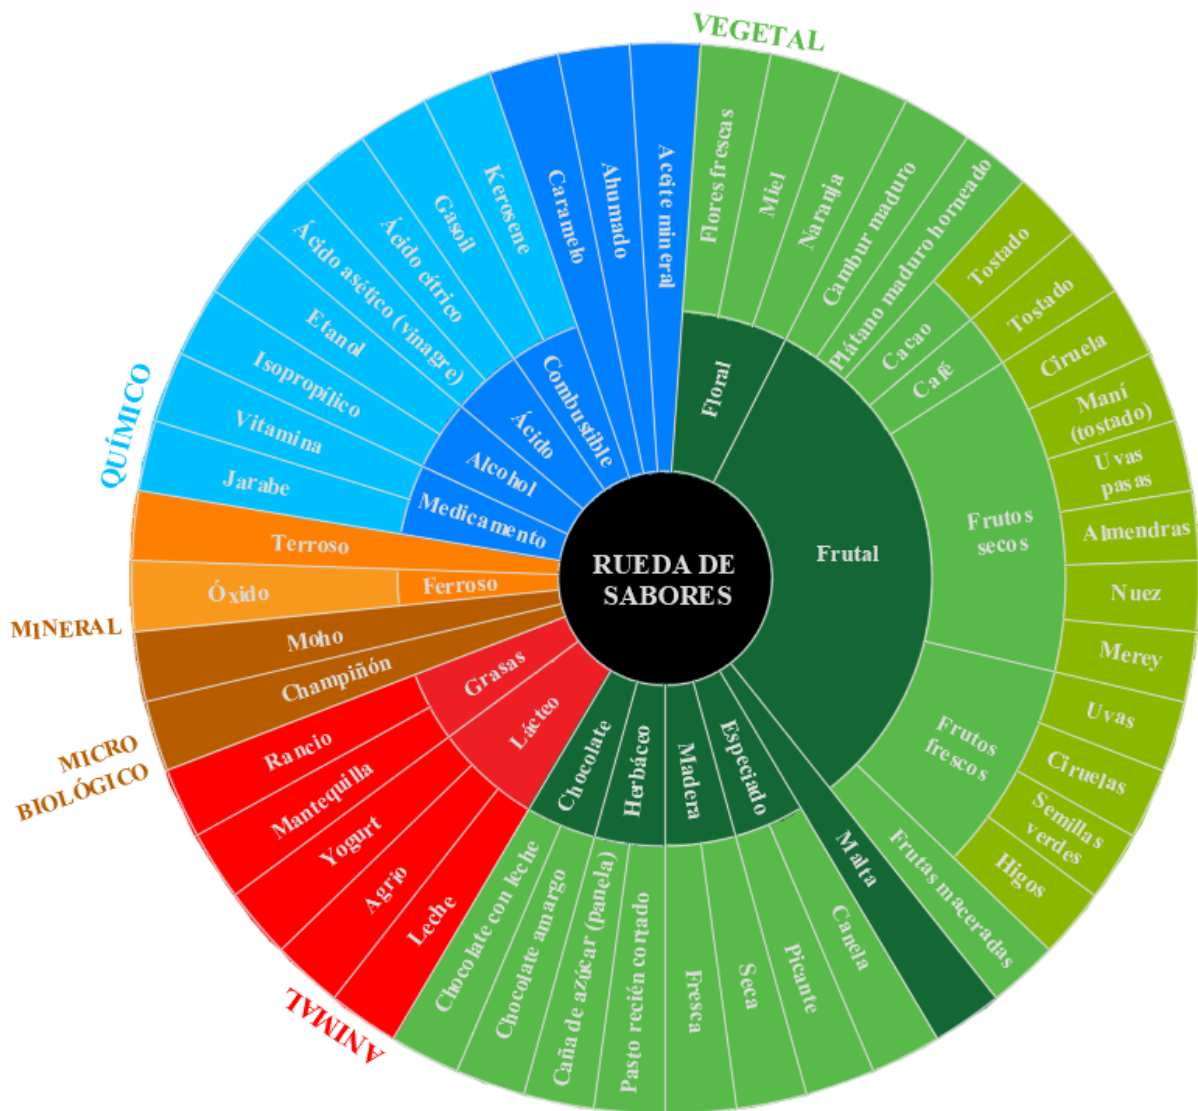 VEGETAL
Flores frescas
Miel
Naranja
Cambur maduro
Plátano maduro horneado
Tostado
Tostado
Ciruela
Maní
(tostado)
Uvas
pasas
Almendras
Nuez
Merey
Uvas
Ciruelas
Semillas
verdes
Higos
Cacao
Café
Frutos
secos
Frutos
frescos
Frutas maceradas
Floral
Frutal
Malta
Especiado
Madera
Herbáceo
Chocolate
Canela
Picante
Seca
Fresca
Pasto recién cortado
Caña de azúcar (panela)
Chocolate amargo
Chocolate con leche
ANIMAL
Lácteo
Grasas
Leche
Agrio
Yogurt
Mantequilla
Rancio
MICRO
BIOLÓGICO
Champiñón
Moho
MINERAL
Óxido
Ferroso
Terroso
QUÍMICO
Jarabe
Vitamina
Isopropílico
Etanol
Ácido asético (vinagre)
Ácido cítrico
Gasoil
Kerosene
Medicamento
Alcohol
Ácido
Combustible
Caramelo
Ahumado
Aceite mineral
RUEDA DE
SABORES